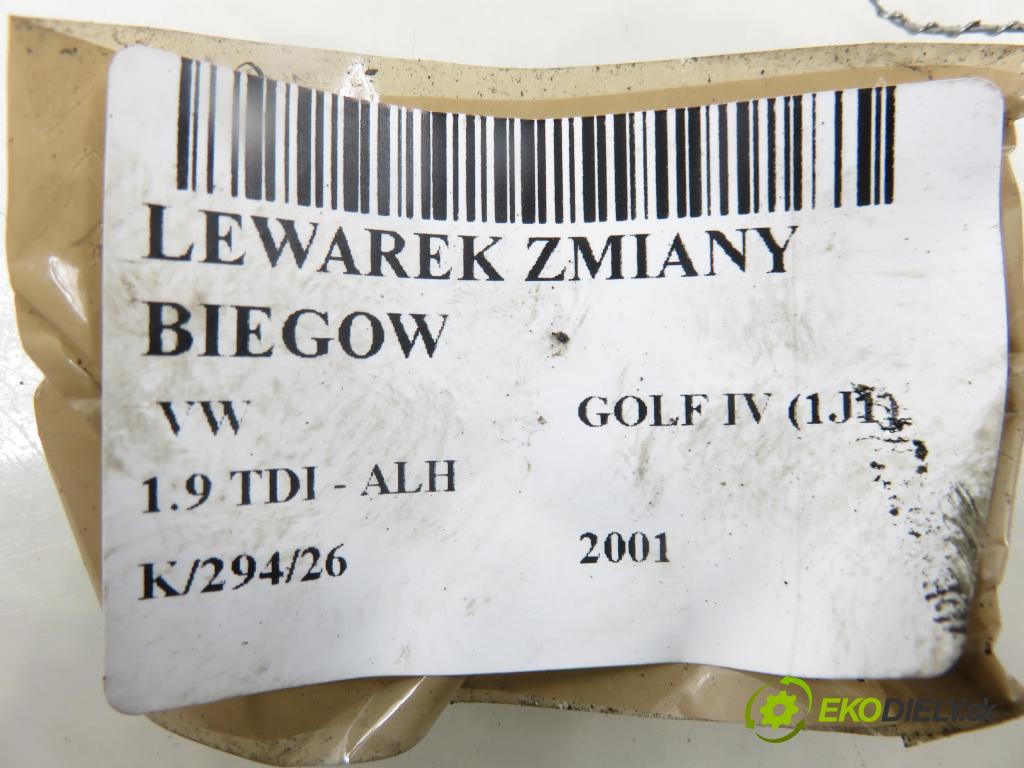 LEWAREK ZMIANY
BIEGOW
VW GOLF IV (1J1)
1.9 TDI - ALH
K/294/26 2001
EKODIELY.sk